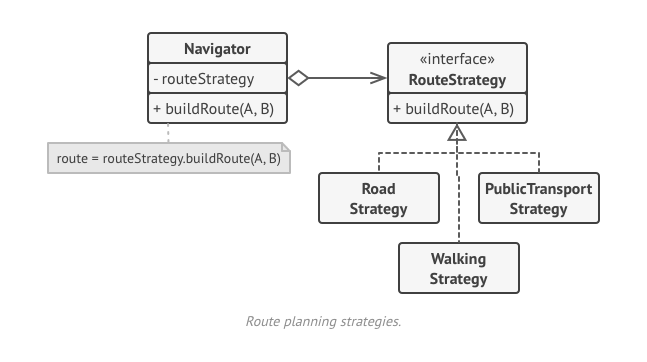 Navigator
- routeStrategy
+ buildRoute(A, B)
route = routeStrategy.buildRoute(A, B)
«interface»
RouteStrategy
+ buildRoute(A, B)
Road
Strategy
PublicTransport
Strategy
Walking
Strategy
Route planning strategies.